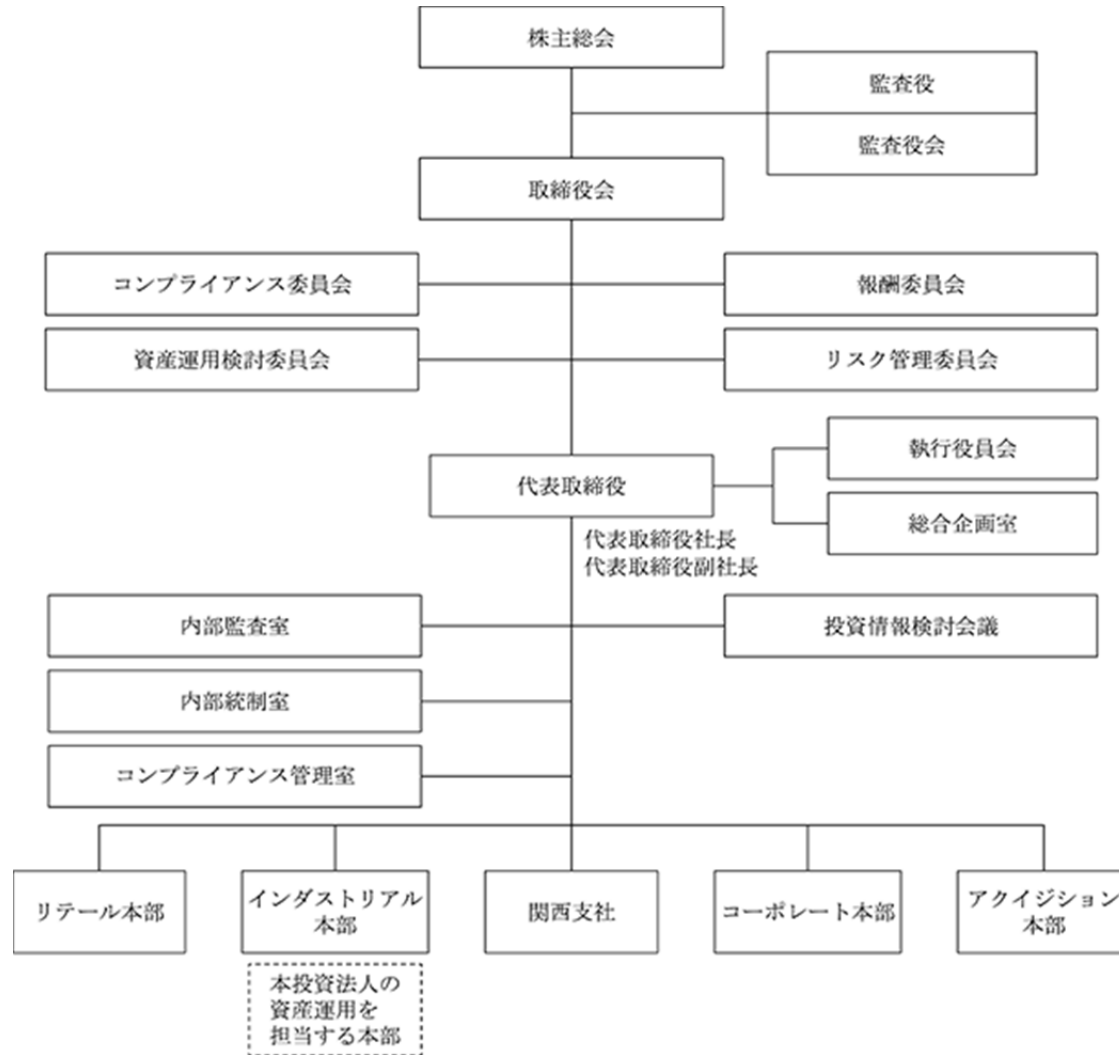 株主総会
監査役
監査役会
取締役会
コンプライアンス委員会
報酬委員会
資産運用検討委員会
リスク管理委員会
執行役員会
代表取締役
総合企画室
代表取締役社長
代表取締役副社長
内部監査室
投資情報検討会議
内部統制室
コンプライアンス管理室
リテール本部
インダストリアル
本部
関西支社
コーポレート本部
アクイジション
本部
本投資法人の
資産運用を
担当する本部